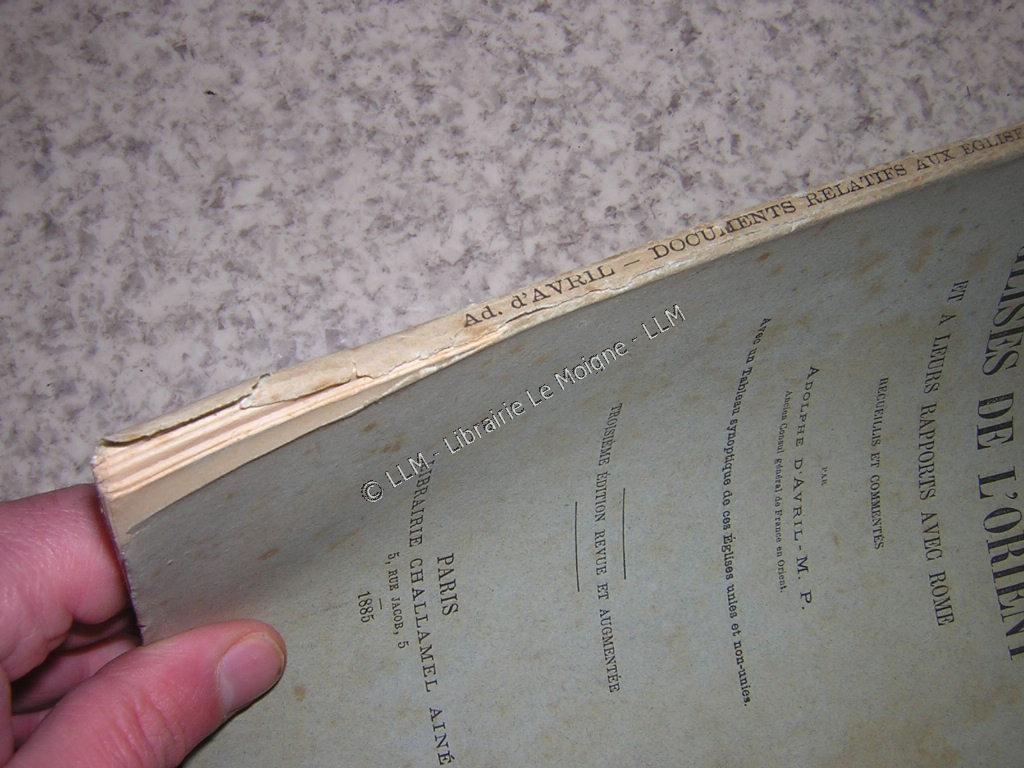 Ad. d'AVRIL — DOCUMENTS RELATIFS AUX EGLISE
DE L'ORIENT
ET A LEURS RAPPORTS AVEC ROME
RECUEILLIS ET COMMENTÉS
PAR
ADOLPHE D'AVRIL - M. P.
Ancien Consul général de France en Orient.
Avec un Tableau synoptique de ces Églises unies et non-unies.
TROISIÈME ÉDITION REVUE ET AUGMENTÉE
PARIS
LIBRAIRIE CHALLAMEL AINÉ
5, RUE JACOB, 5
1885
© LLM - Librairie Le Moigne - LLM